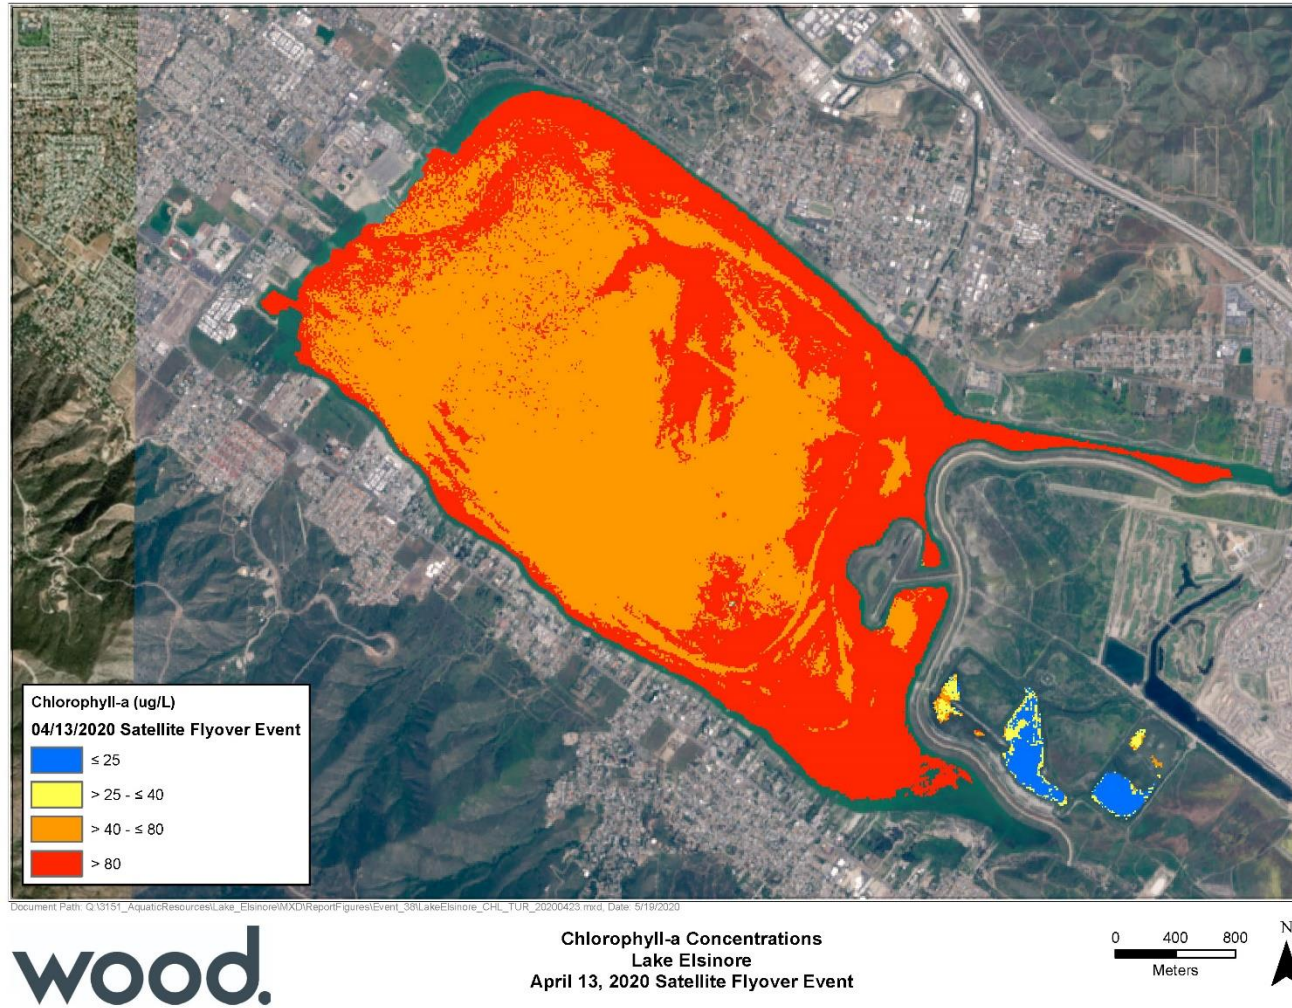 Chlorophyll-a (ug/L)
04/13/2020 Satellite Flyover Event
≤ 25
> 25 - ≤ 40
> 40 - ≤ 80
> 80
Document Path: Q:\3151_AquaticResources\Lake_Elsinore\MXD\ReportFigures\Event_38\LakeElsinore_CHL_TUR_20200423.mxd, Date: 5/19/2020
wood.
Chlorophyll-a Concentrations
Lake Elsinore
April 13, 2020 Satellite Flyover Event
0 400 800
Meters
N